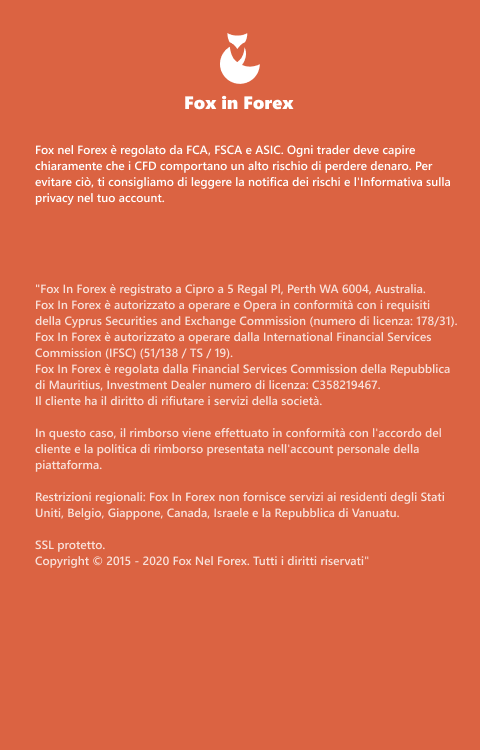 Fox in Forex
Fox nel Forex è regolato da FCA, FSCA e ASIC. Ogni trader deve capire
chiaramente che i CFD comportano un alto rischio di perdere denaro. Per
evitare ciò, ti consigliamo di leggere la notifica dei rischi e l'Informativa sulla
privacy nel tuo account.
"Fox In Forex è registrato a Cipro a 5 Regal Pl, Perth WA 6004, Australia.
Fox In Forex è autorizzato a operare e Opera in conformità con i requisiti
della Cyprus Securities and Exchange Commission (numero di licenza: 178/31).
Fox In Forex è autorizzato a operare dalla International Financial Services
Commission (IFSC) (51/138 / TS / 19).
Fox In Forex è regolata dalla Financial Services Commission della Repubblica
di Mauritius, Investment Dealer numero di licenza: C358219467.
Il cliente ha il diritto di rifiutare i servizi della società.
In questo caso, il rimborso viene effettuato in conformità con l'accordo del
cliente e la politica di rimborso presentata nell'account personale della
piattaforma.
Restrizioni regionali: Fox In Forex non fornisce servizi ai residenti degli Stati
Uniti, Belgio, Giappone, Canada, Israele e la Repubblica di Vanuatu.
SSL protetto.
Copyright © 2015 - 2020 Fox Nel Forex. Tutti i diritti riservati"